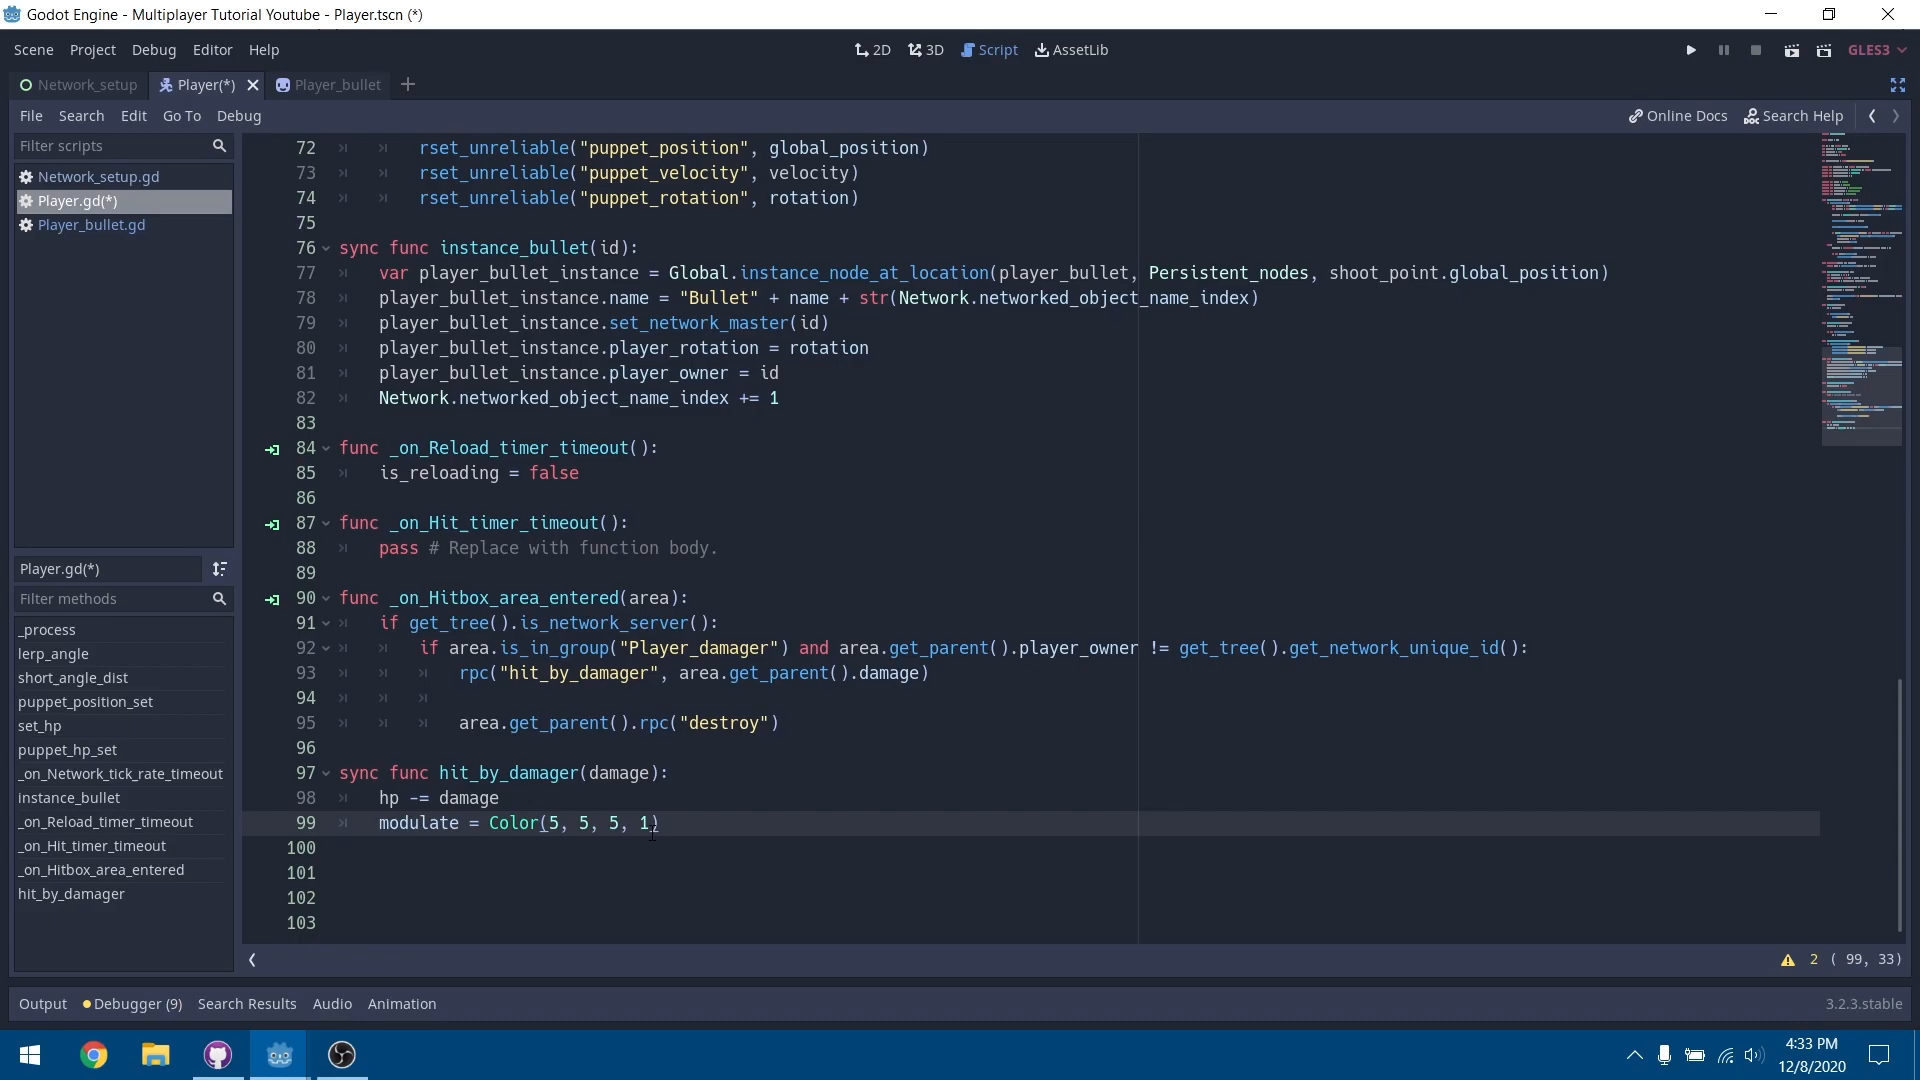 Godot Engine - Multiplayer Tutorial Youtube - Player.tscn (*)
Scene Project Debug Editor Help
2D 3D Script AssetLib
GLES3
Network_setup Player(*) Player_bullet
File Search Edit Go To Debug
Online Docs Search Help
Filter scripts
Network_setup.gd
Player.gd(*)
Player_bullet.gd
Player.gd(*)
Filter methods
_process
lerp_angle
short_angle_dist
puppet_position_set
set_hp
puppet_hp_set
_on_Network_tick_rate_timeout
instance_bullet
_on_Reload_timer_timeout
_on_Hit_timer_timeout
_on_Hitbox_area_entered
hit_by_damager
72 rset_unreliable("puppet_position", global_position)
73 rset_unreliable("puppet_velocity", velocity)
74 rset_unreliable("puppet_rotation", rotation)
75
76 sync func instance_bullet(id):
77 var player_bullet_instance = Global.instance_node_at_location(player_bullet, Persistent_nodes, shoot_point.global_position)
78 player_bullet_instance.name = "Bullet" + name + str(Network.networked_object_name_index)
79 player_bullet_instance.set_network_master(id)
80 player_bullet_instance.player_rotation = rotation
81 player_bullet_instance.player_owner = id
82 Network.networked_object_name_index += 1
83
84 func _on_Reload_timer_timeout():
85 is_reloading = false
86
87 func _on_Hit_timer_timeout():
88 pass # Replace with function body.
89
90 func _on_Hitbox_area_entered(area):
91 if get_tree().is_network_server():
92 if area.is_in_group("Player_damager") and area.get_parent().player_owner != get_tree().get_network_unique_id():
93 rpc("hit_by_damager", area.get_parent().damage)
94
95 area.get_parent().rpc("destroy")
96
97 sync func hit_by_damager(damage):
98 hp -= damage
99 modulate = Color(5, 5, 5, 1)
100
101
102
103
2 ( 99, 33)
Output Debugger (9) Search Results Audio Animation
3.2.3.stable
4:33 PM
12/8/2020